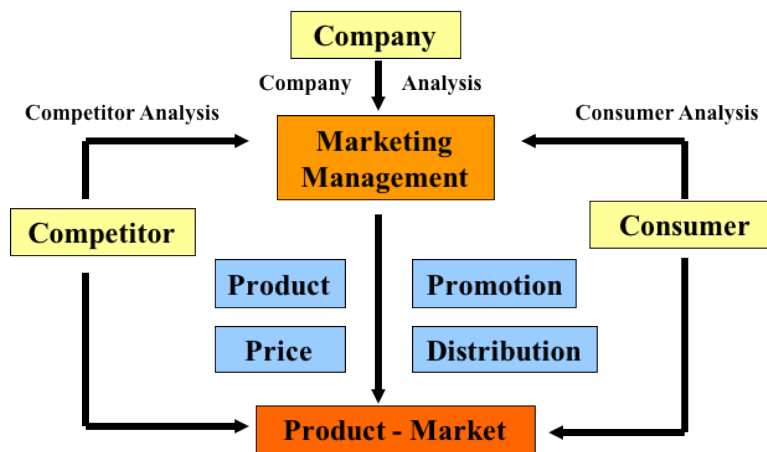 Company
Company Analysis
Competitor Analysis
Consumer Analysis
Marketing
Management
Competitor
Consumer
Product
Promotion
Price
Distribution
Product - Market